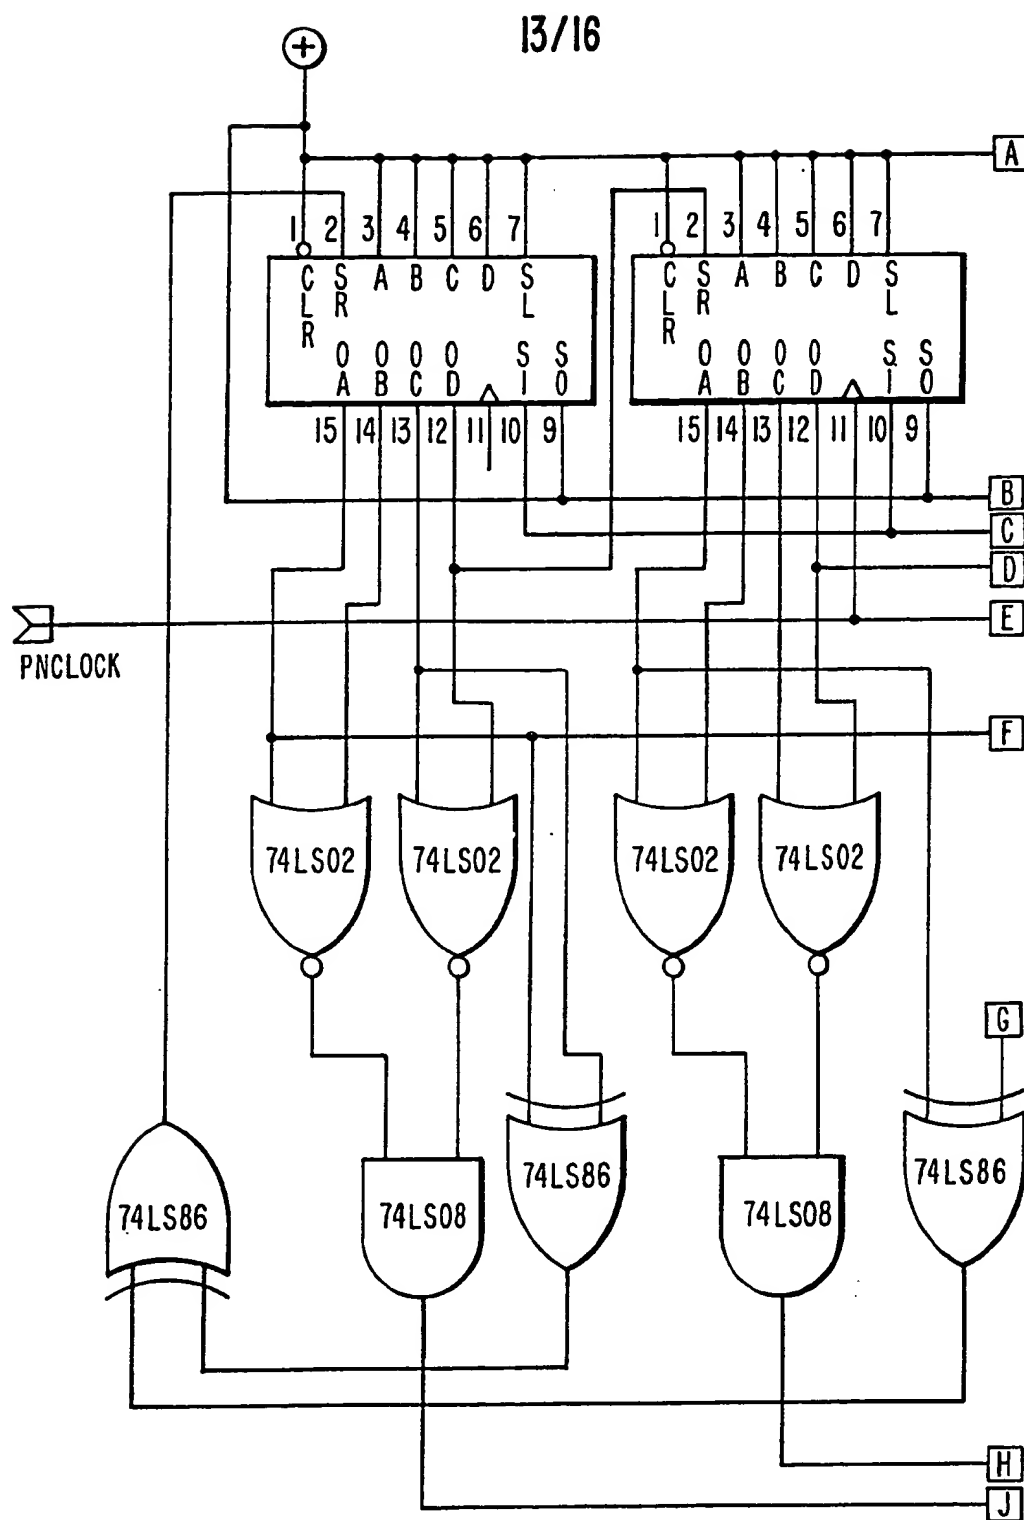 13/16
+
A
1 2 3 4 5 6 7
1 2 3 4 5 6 7
CLR SR A B C D SL
OA OB OC OD SI SO
CLR SR A B C D SL
OA OB OC OD SI SO
15 14 13 12 11 10 9
15 14 13 12 11 10 9
B
C
D
E
PNCLOCK
F
74LS02 74LS02 74LS02 74LS02
G
74LS86 74LS86
74LS86 74LS08 74LS08
H
J